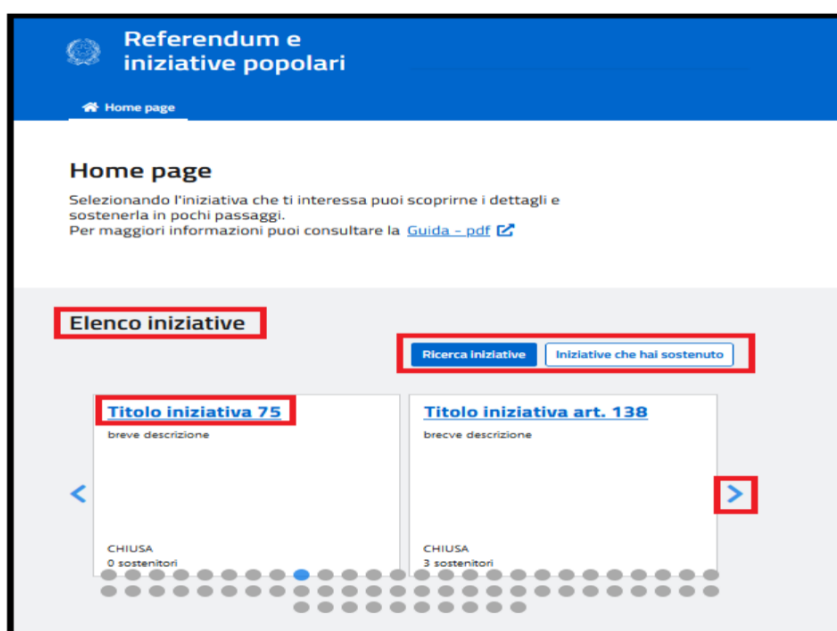 Referendum e
iniziative popolari
Home page
Home page
Selezionando l'iniziativa che ti interessa puoi scoprirne i dettagli e
sostenerla in pochi passaggi.
Per maggiori informazioni puoi consultare la Guida - pdf
Elenco iniziative
Ricerca iniziative Iniziative che hai sostenuto
Titolo iniziativa 75
breve descrizione
CHIUSA
0 sostenitori
Titolo iniziativa art. 138
brecve descrizione
CHIUSA
3 sostenitori